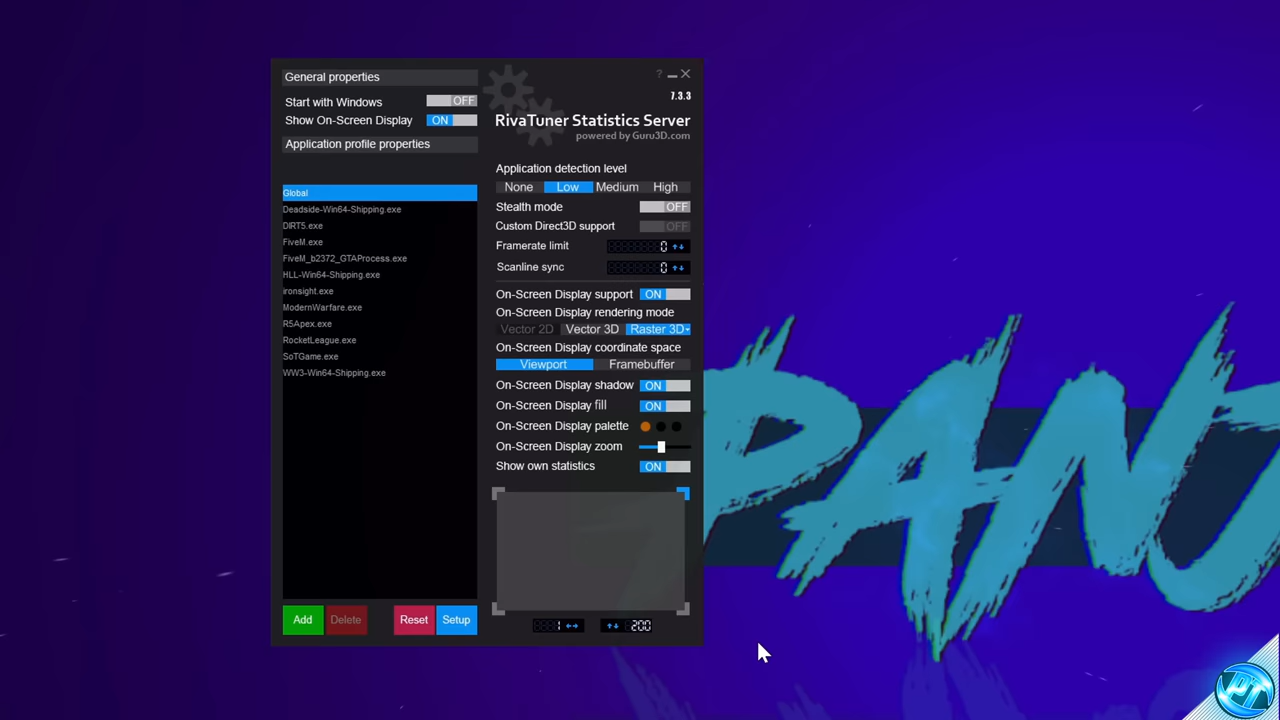 General properties
Start with Windows OFF
Show On-Screen Display ON
Application profile properties
Global
Deadside-Win64-Shipping.exe
DIRT5.exe
FiveM.exe
FiveM_b2372_GTAProcess.exe
HLL-Win64-Shipping.exe
ironsight.exe
ModernWarfare.exe
R5Apex.exe
RocketLeague.exe
SoTGame.exe
WW3-Win64-Shipping.exe
Add Delete Reset Setup
?
7.3.3
RivaTuner Statistics Server
powered by Guru3D.com
Application detection level
None Low Medium High
Stealth mode OFF
Custom Direct3D support OFF
Framerate limit 0
Scanline sync 0
On-Screen Display support ON
On-Screen Display rendering mode
Vector 2D Vector 3D Raster 3D
On-Screen Display coordinate space
Viewport Framebuffer
On-Screen Display shadow ON
On-Screen Display fill ON
On-Screen Display palette
On-Screen Display zoom
Show own statistics ON
1 200
PANJ
PT